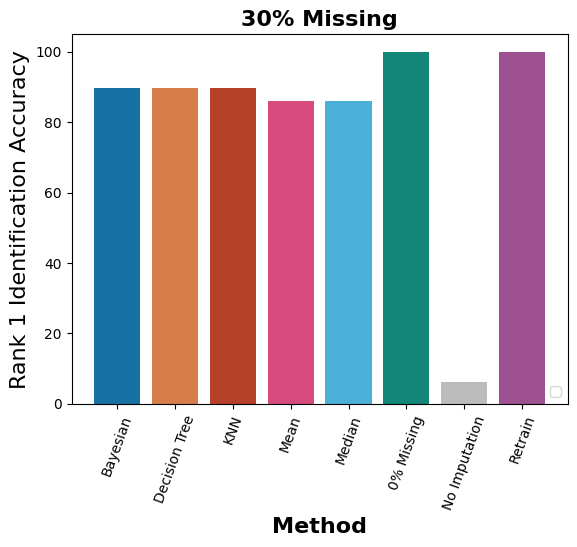 30% Missing
Rank 1 Identification Accuracy
100
80
60
40
20
0
Bayesian
Decision Tree
KNN
Mean
Median
0% Missing
No Imputation
Retrain
Method